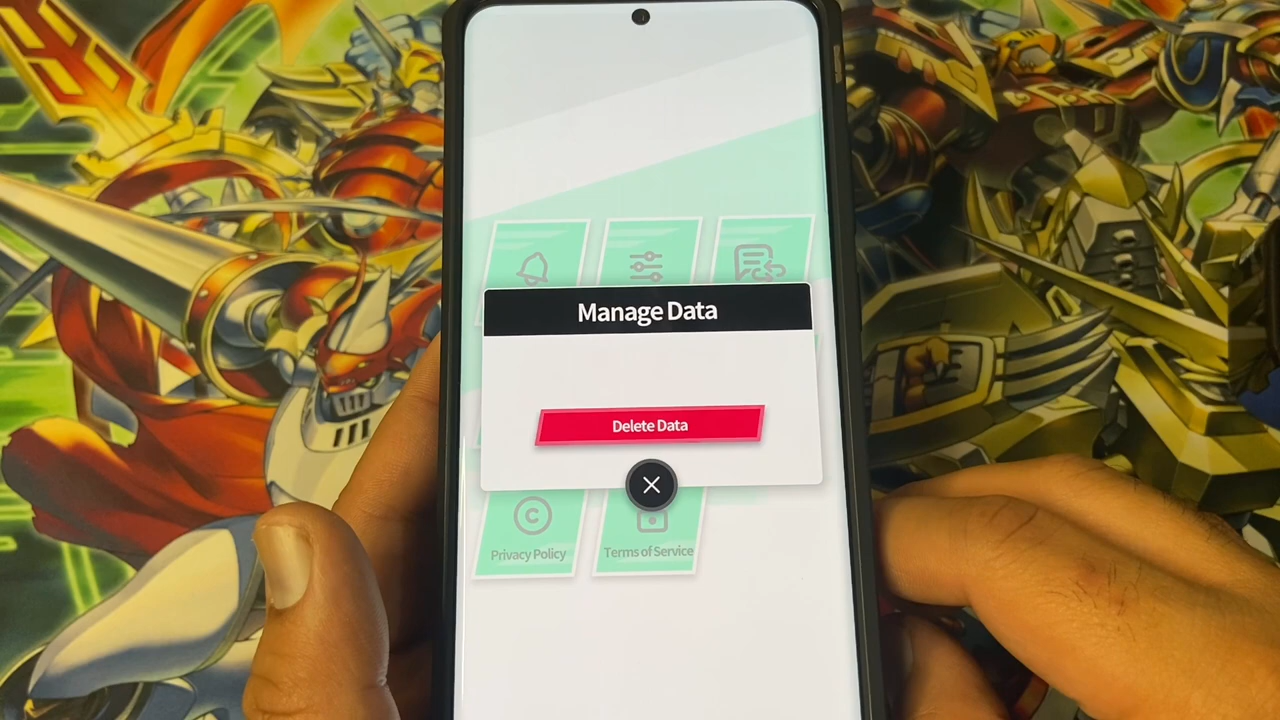 Manage Data
Delete Data
Privacy Policy
Terms of Service